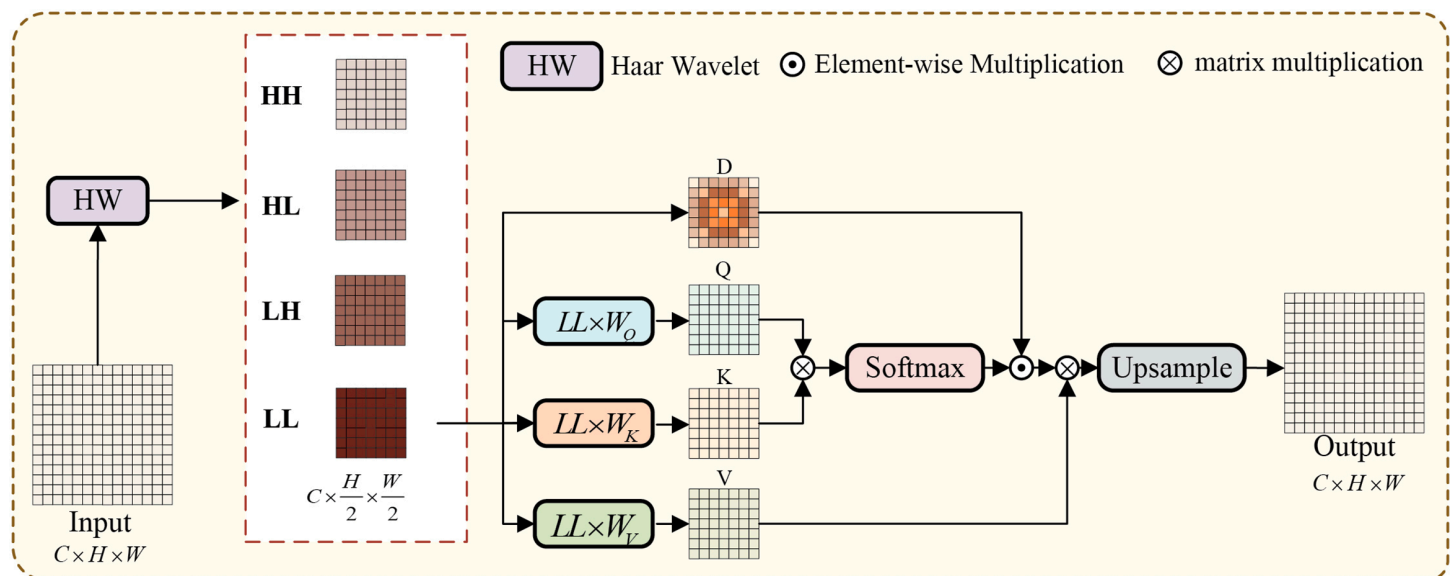 HW Haar Wavelet ⊙ Element-wise Multiplication ⊗ matrix multiplication
HH
HW
HL
LH
LL
C×H/2×W/2
Input
C×H×W
D
Q
LL×W_Q
K
LL×W_K
V
LL×W_V
⊗
Softmax
⊙
⊗
Upsample
Output
C×H×W